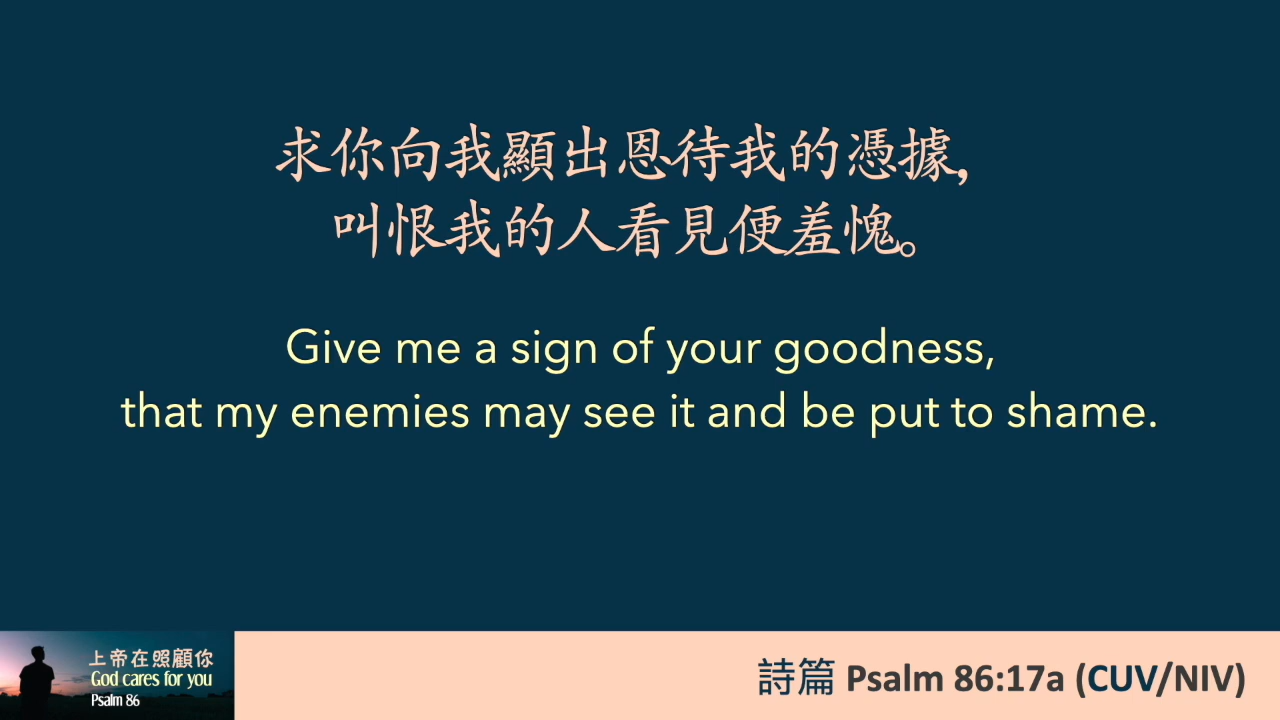 求你向我顯出恩待我的憑據,
叫恨我的人看見便羞愧。
Give me a sign of your goodness,
that my enemies may see it and be put to shame.
上帝在照顧你
God cares for you
Psalm 86
詩篇 Psalm 86:17a (CUV/NIV)